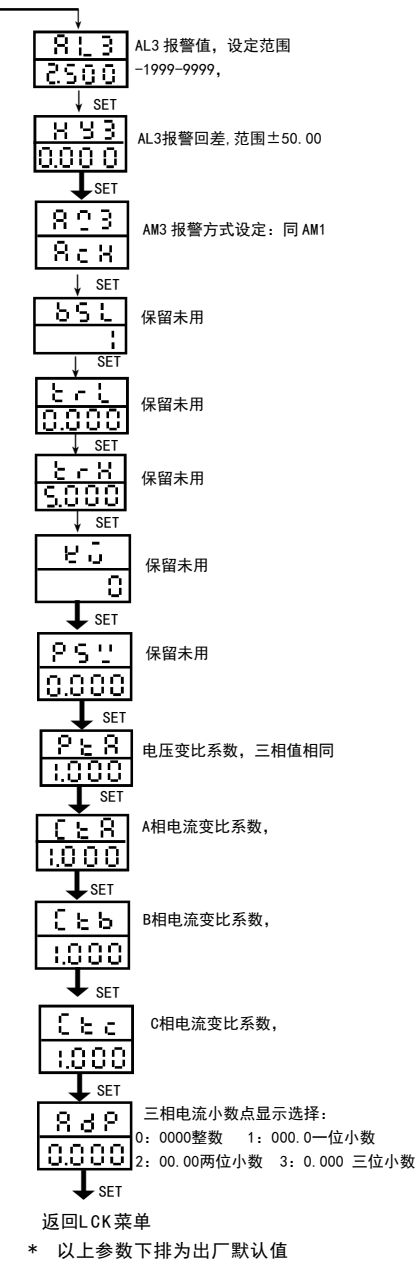 AL3
2.500
AL3 报警值，设定范围
-1999-9999，
SET
HY3
0.000
AL3报警回差,范围±50.00
SET
AM3 报警方式设定：同 AM1
AcH
SET
bSL
1
保留未用
SET
trL
0.000
保留未用
SET
trH
5.000
保留未用
SET
0
保留未用
SET
0.000
保留未用
SET
PtA
1.000
电压变比系数，三相值相同
SET
CtA
1.000
A相电流变比系数，
SET
Ctb
1.000
B相电流变比系数，
SET
Ctc
1.000
C相电流变比系数，
SET
AdP
0.000
三相电流小数点显示选择：
0：0000整数 1：000.0一位小数
2：00.00两位小数 3：0.000 三位小数
SET
返回LCK菜单
* 以上参数下排为出厂默认值